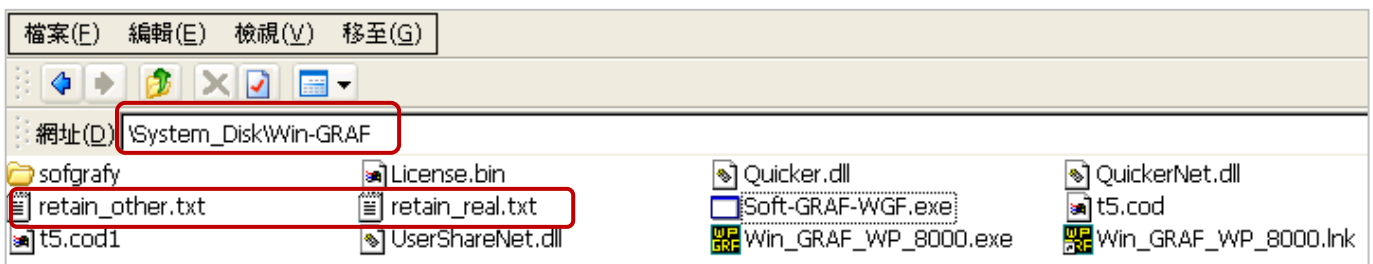 檔案(F) 編輯(E) 檢視(V) 移至(G)
網址(D) \System_Disk\Win-GRAF
sofgrafy License.bin Quicker.dll QuickerNet.dll
retain_other.txt retain_real.txt Soft-GRAF-WGF.exe t5.cod
t5.cod1 UserShareNet.dll Win_GRAF_WP_8000.exe Win_GRAF_WP_8000.lnk